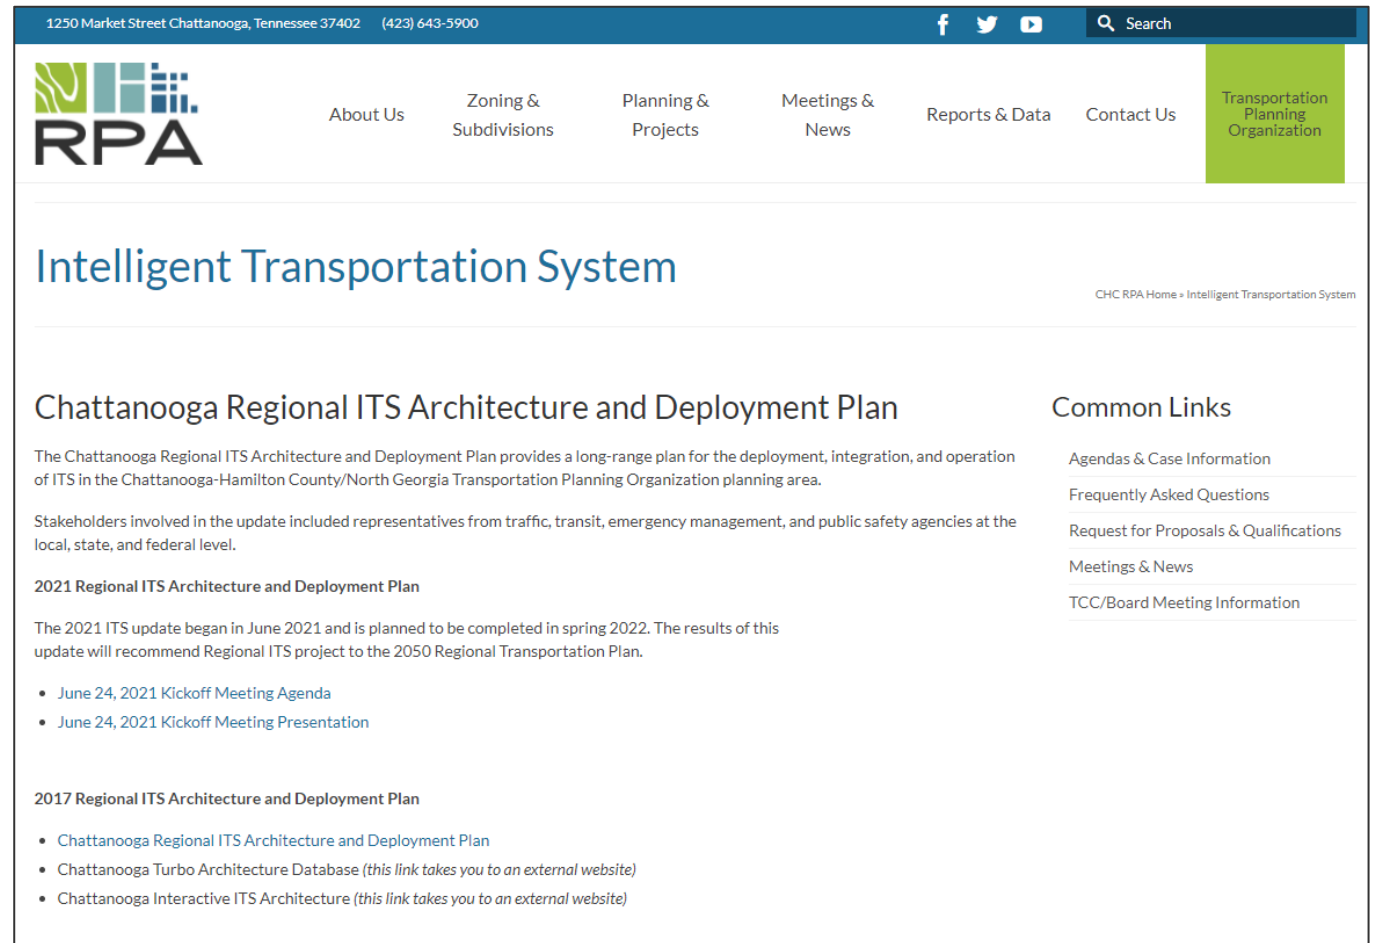 1250 Market Street Chattanooga, Tennessee 37402 (423) 643-5900
Search
RPA
About Us
Zoning &
Subdivisions
Planning &
Projects
Meetings &
News
Reports & Data
Contact Us
Transportation
Planning
Organization
Intelligent Transportation System
CHC RPA Home » Intelligent Transportation System
Chattanooga Regional ITS Architecture and Deployment Plan
The Chattanooga Regional ITS Architecture and Deployment Plan provides a long-range plan for the deployment, integration, and operation
of ITS in the Chattanooga-Hamilton County/North Georgia Transportation Planning Organization planning area.
Stakeholders involved in the update included representatives from traffic, transit, emergency management, and public safety agencies at the
local, state, and federal level.
2021 Regional ITS Architecture and Deployment Plan
The 2021 ITS update began in June 2021 and is planned to be completed in spring 2022. The results of this
update will recommend Regional ITS project to the 2050 Regional Transportation Plan.
• June 24, 2021 Kickoff Meeting Agenda
• June 24, 2021 Kickoff Meeting Presentation
2017 Regional ITS Architecture and Deployment Plan
• Chattanooga Regional ITS Architecture and Deployment Plan
• Chattanooga Turbo Architecture Database (this link takes you to an external website)
• Chattanooga Interactive ITS Architecture (this link takes you to an external website)
Common Links
Agendas & Case Information
Frequently Asked Questions
Request for Proposals & Qualifications
Meetings & News
TCC/Board Meeting Information